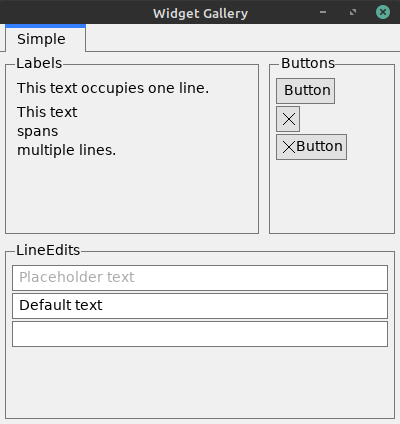 Widget Gallery
Simple
Labels
This text occupies one line.
This text
spans
multiple lines.
Buttons
Button
Button
LineEdits
Placeholder text
Default text